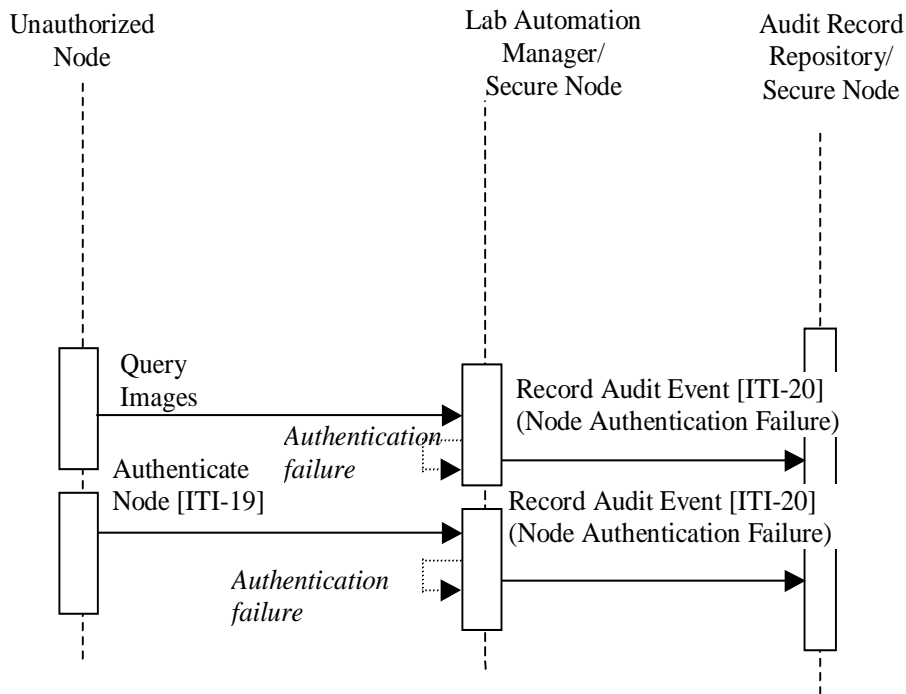 Unauthorized
Node
Lab Automation
Manager/
Secure Node
Audit Record
Repository/
Secure Node
Query
Images
Record Audit Event [ITI-20]
(Node Authentication Failure)
Authentication
failure
Authenticate
Node [ITI-19]
Record Audit Event [ITI-20]
(Node Authentication Failure)
Authentication
failure